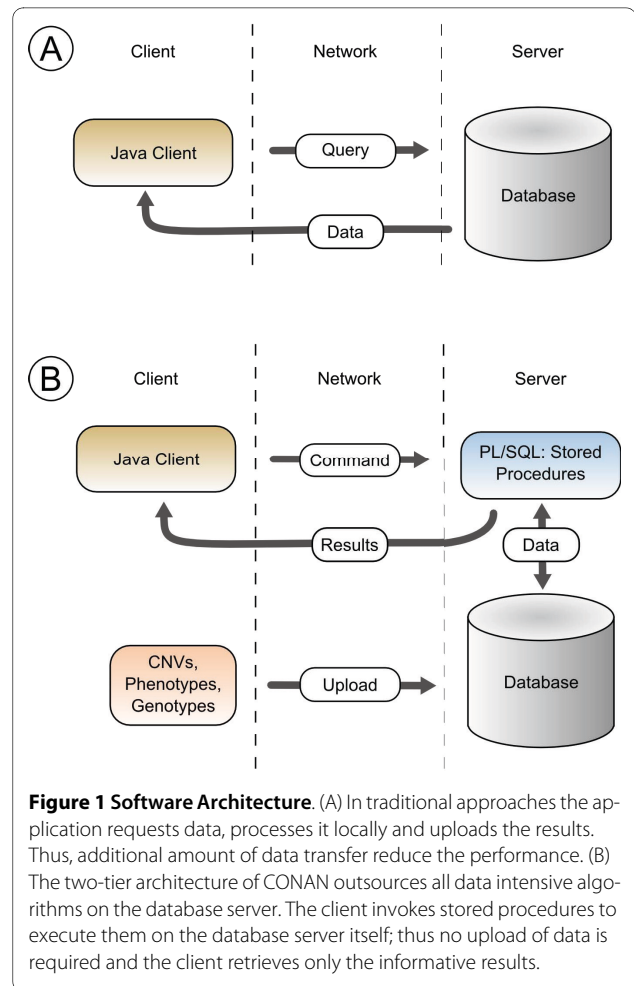 A
Client Network Server
Java Client
Query
Database
Data
B
Client Network Server
Java Client
Command
PL/SQL: Stored
Procedures
Results
Data
CNVs,
Phenotypes,
Genotypes
Upload
Database
Figure 1 Software Architecture. (A) In traditional approaches the ap-
plication requests data, processes it locally and uploads the results.
Thus, additional amount of data transfer reduce the performance. (B)
The two-tier architecture of CONAN outsources all data intensive algo-
rithms on the database server. The client invokes stored procedures to
execute them on the database server itself; thus no upload of data is
required and the client retrieves only the informative results.